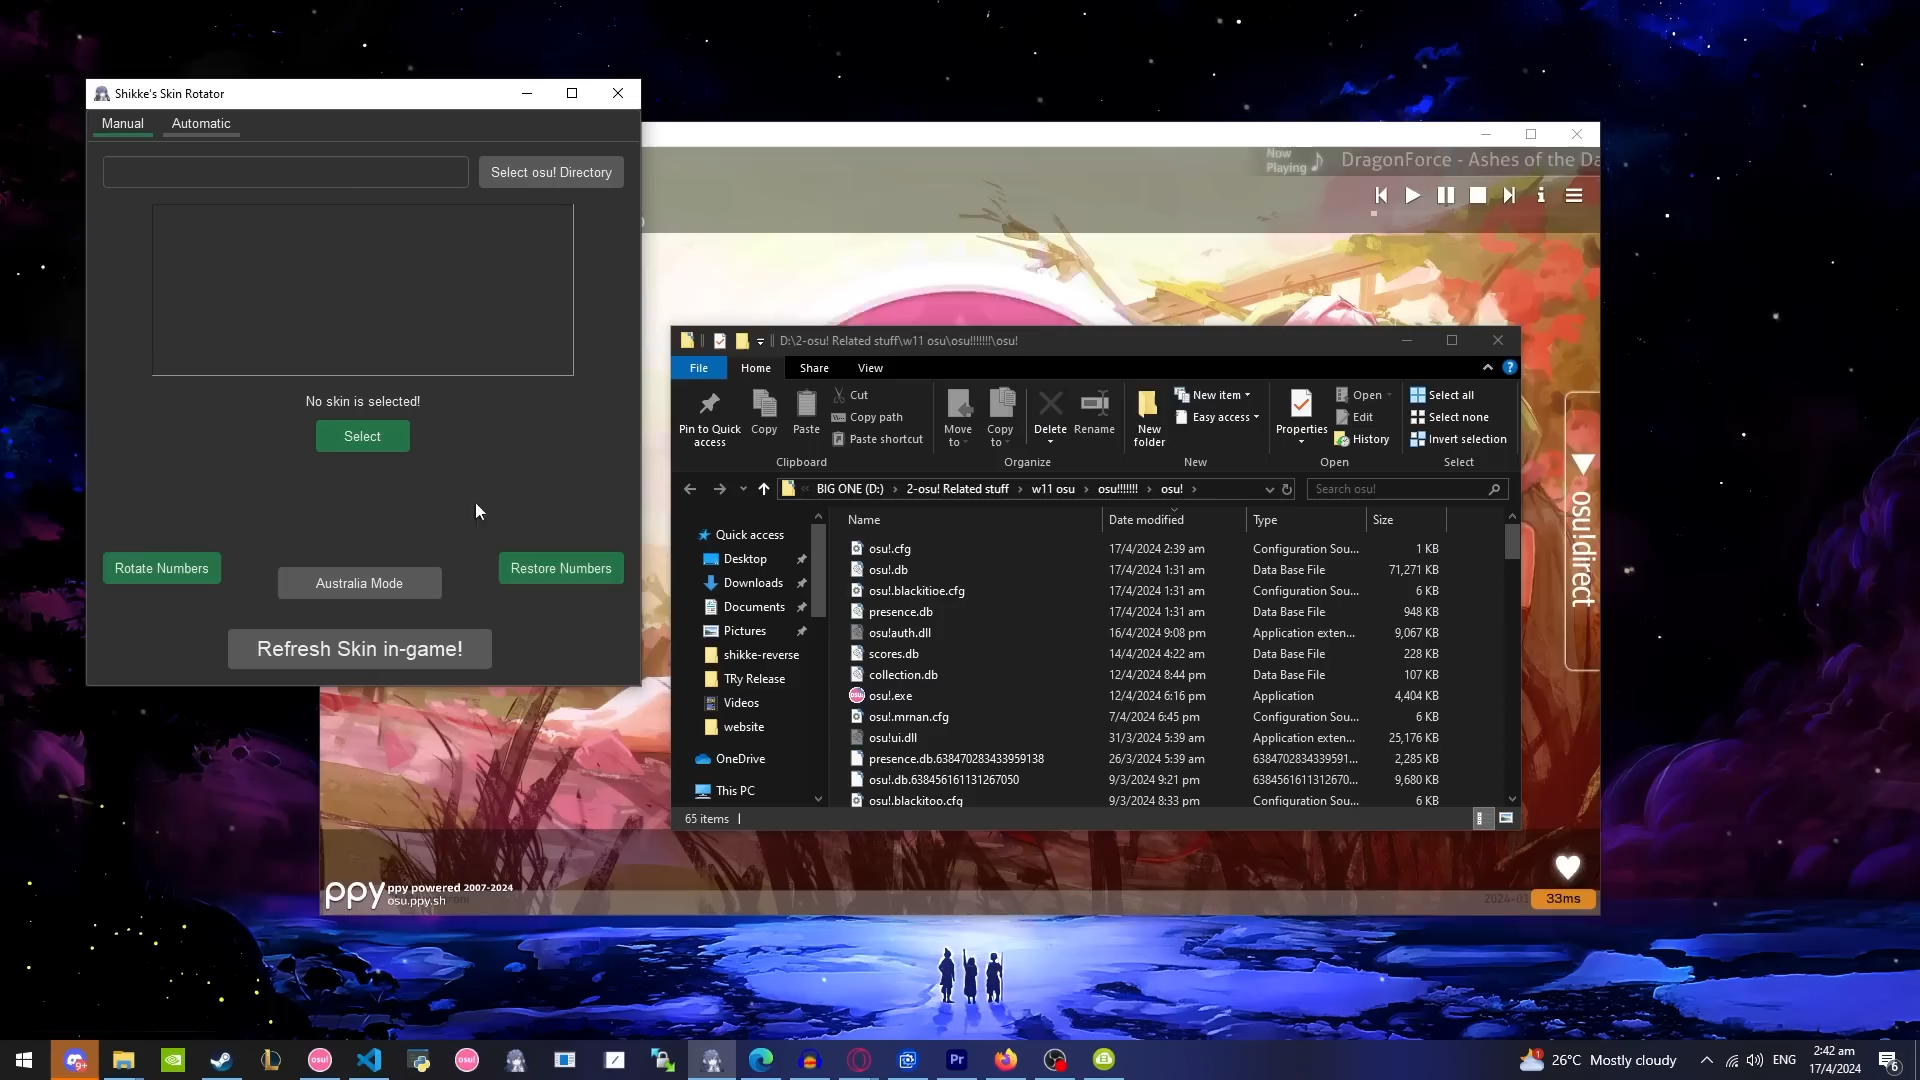 Shikke's Skin Rotator
Manual
Automatic
Select osu! Directory
No skin is selected!
Select
Rotate Numbers
Australia Mode
Restore Numbers
Refresh Skin in-game!
Now
Playing
DragonForce - Ashes of the Da
D:\2-osu! Related stuff\w11 osu\osu!!!!!!!\osu!
File
Home
Share
View
Pin to Quick
access
Copy
Paste
Cut
Copy path
Paste shortcut
Clipboard
Move
to
Copy
to
Delete
Rename
Organize
New
folder
New item
Easy access
New
Properties
Open
Edit
History
Open
Select all
Select none
Invert selection
Select
BIG ONE (D:)
2-osu! Related stuff
w11 osu
osu!!!!!!!
osu!
Search osu!
Quick access
Desktop
Downloads
Documents
Pictures
shikke-reverse
TRy Release
Videos
website
OneDrive
This PC
Name Date modified Type Size
osu!.cfg 17/4/2024 2:39 am Configuration Sou... 1 KB
osu!.db 17/4/2024 1:31 am Data Base File 71,271 KB
osu!.blackitioe.cfg 17/4/2024 1:31 am Configuration Sou... 6 KB
presence.db 17/4/2024 1:31 am Data Base File 948 KB
osu!auth.dll 16/4/2024 9:08 pm Application exten... 9,067 KB
scores.db 14/4/2024 4:22 am Data Base File 228 KB
collection.db 12/4/2024 8:44 pm Data Base File 107 KB
osu!.exe 12/4/2024 6:16 pm Application 4,404 KB
osu!.mrnan.cfg 7/4/2024 6:45 pm Configuration Sou... 6 KB
osu!ui.dll 31/3/2024 5:39 am Application exten... 25,176 KB
presence.db.638470283433959138 26/3/2024 5:39 am 6384702834339591... 2,285 KB
osu!.db.638456161131267050 9/3/2024 9:21 pm 6384561611312670... 9,680 KB
osu!.blackitoo.cfg 9/3/2024 8:33 pm Configuration Sou... 6 KB
65 items
osu!direct
ppy
ppy powered 2007-2024
osu.ppy.sh
33ms
9+
osu!
osu!
Pr
1
26°C Mostly cloudy
ENG
2:42 am
17/4/2024
6